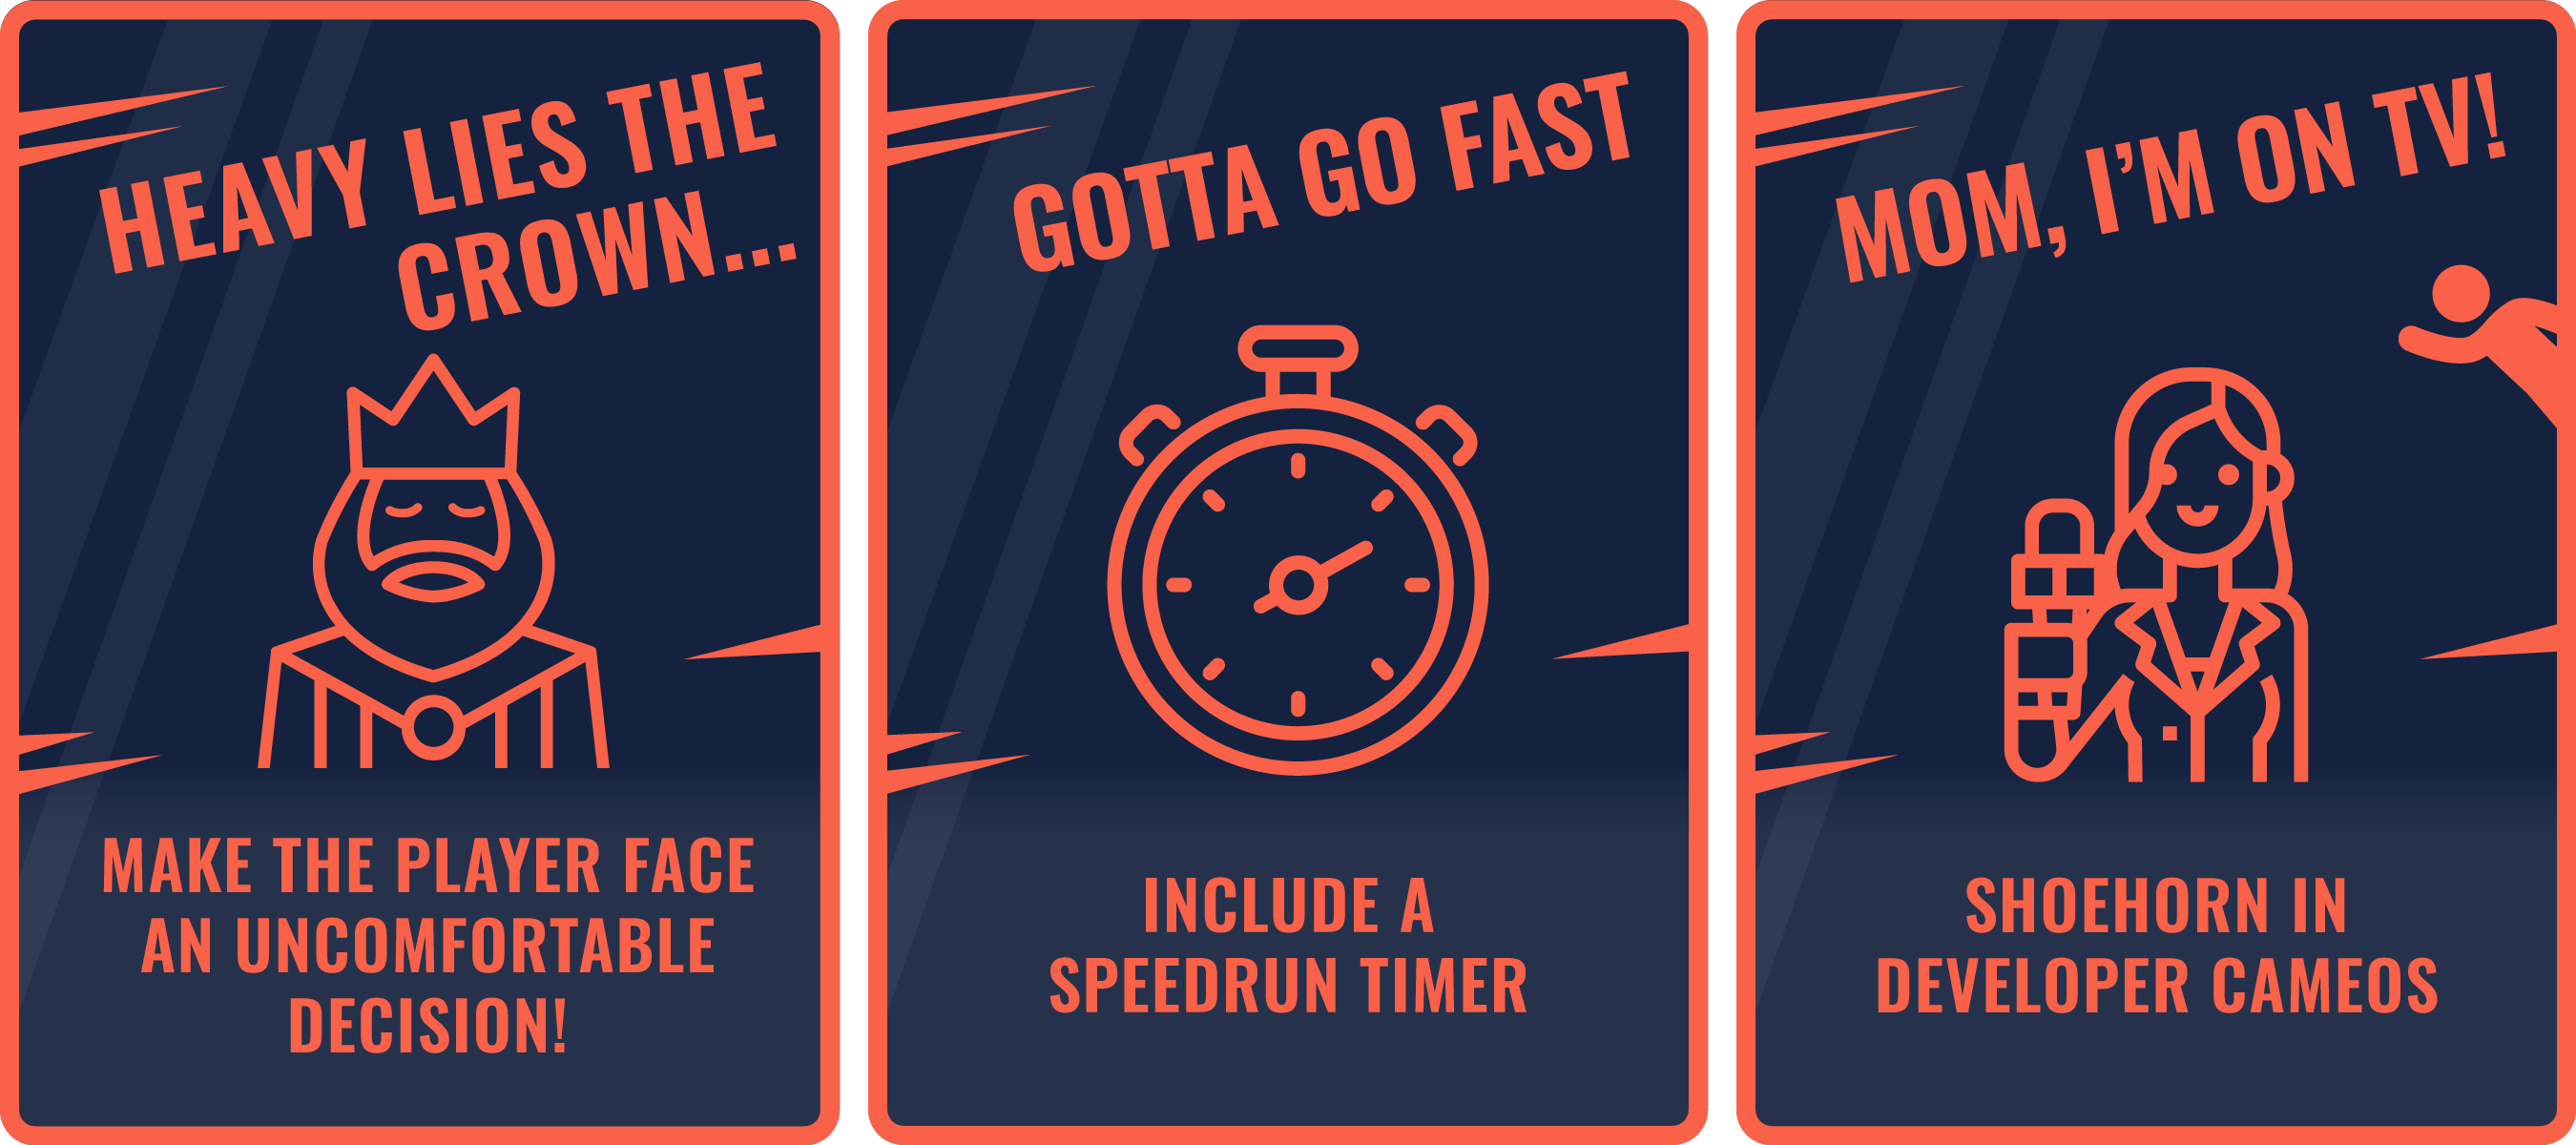 HEAVY LIES THE
CROWN...
MAKE THE PLAYER FACE
AN UNCOMFORTABLE
DECISION!
GOTTA GO FAST
INCLUDE A
SPEEDRUN TIMER
MOM, I’M ON TV!
SHOEHORN IN
DEVELOPER CAMEOS